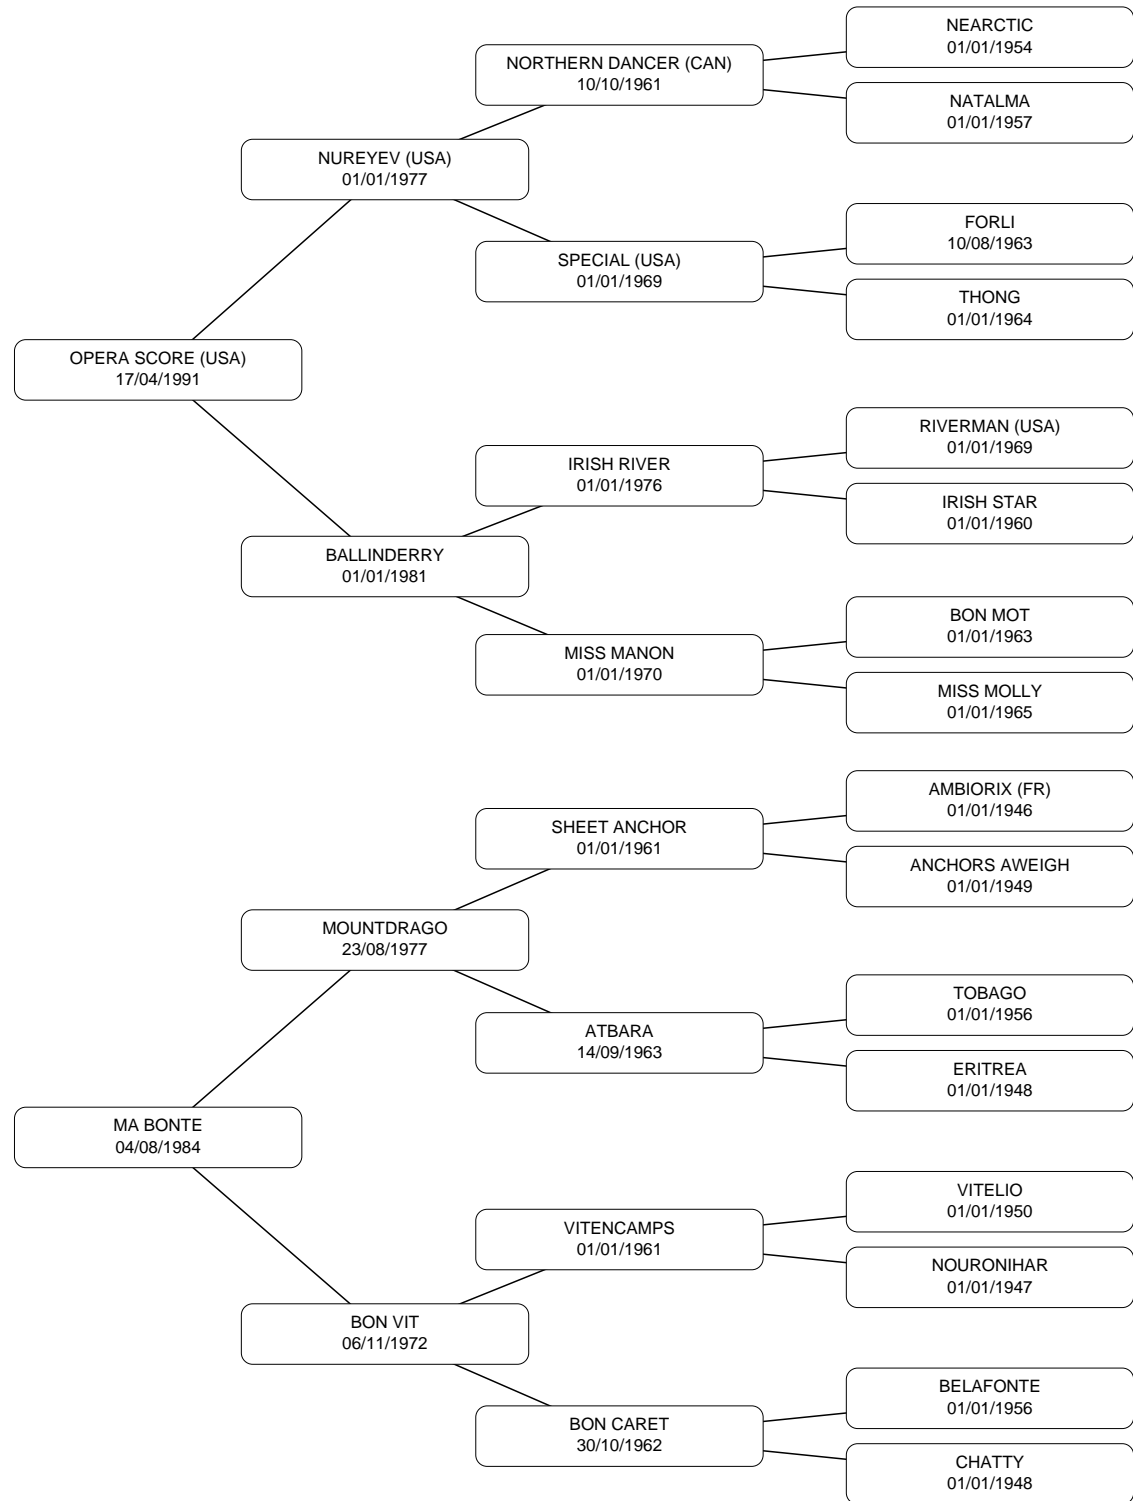 NEARCTIC
01/01/1954
NORTHERN DANCER (CAN)
10/10/1961
NATALMA
01/01/1957
NUREYEV (USA)
01/01/1977
FORLI
10/08/1963
SPECIAL (USA)
01/01/1969
THONG
01/01/1964
OPERA SCORE (USA)
17/04/1991
RIVERMAN (USA)
01/01/1969
IRISH RIVER
01/01/1976
IRISH STAR
01/01/1960
BALLINDERRY
01/01/1981
BON MOT
01/01/1963
MISS MANON
01/01/1970
MISS MOLLY
01/01/1965
AMBIORIX (FR)
01/01/1946
SHEET ANCHOR
01/01/1961
ANCHORS AWEIGH
01/01/1949
MOUNTDRAGO
23/08/1977
TOBAGO
01/01/1956
ATBARA
14/09/1963
ERITREA
01/01/1948
MA BONTE
04/08/1984
VITELIO
01/01/1950
VITENCAMPS
01/01/1961
NOURONIHAR
01/01/1947
BON VIT
06/11/1972
BELAFONTE
01/01/1956
BON CARET
30/10/1962
CHATTY
01/01/1948